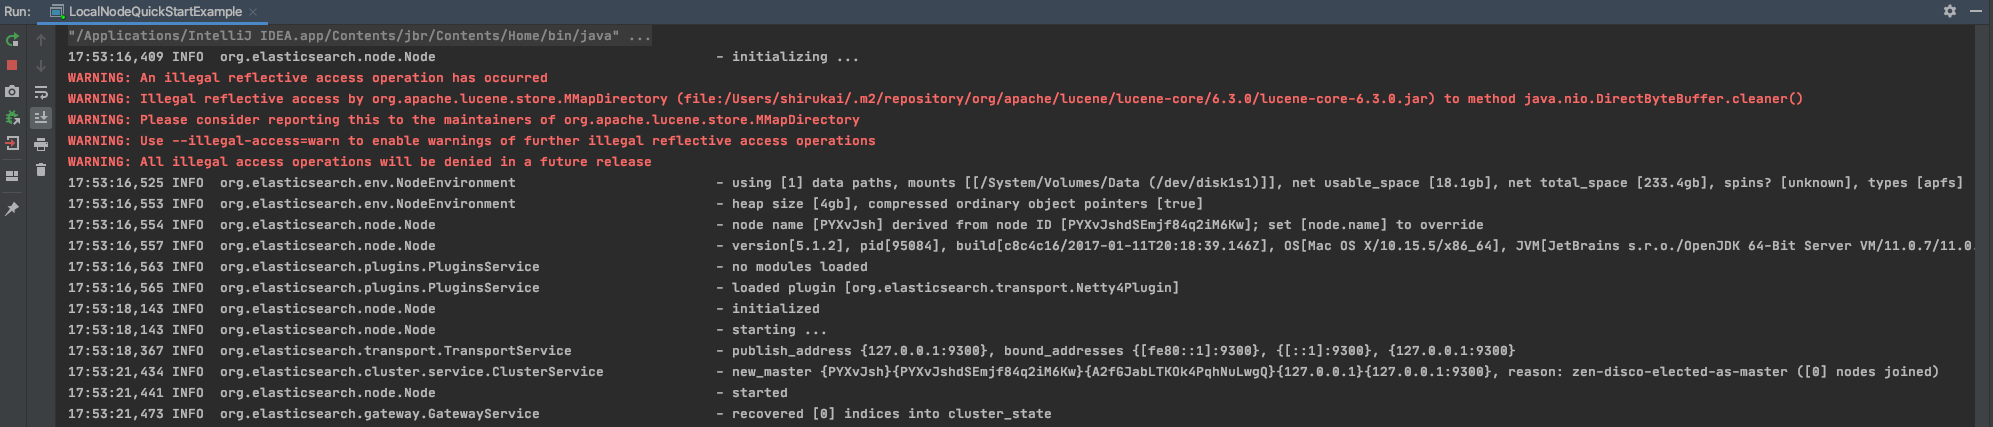 Run: LocalNodeQuickStartExample
"/Applications/IntelliJ IDEA.app/Contents/jbr/Contents/Home/bin/java" ...
17:53:16,409 INFO  org.elasticsearch.node.Node - initializing ...
WARNING: An illegal reflective access operation has occurred
WARNING: Illegal reflective access by org.apache.lucene.store.MMapDirectory (file:/Users/shirukai/.m2/repository/org/apache/lucene/lucene-core/6.3.0/lucene-core-6.3.0.jar) to method java.nio.DirectByteBuffer.cleaner()
WARNING: Please consider reporting this to the maintainers of org.apache.lucene.store.MMapDirectory
WARNING: Use --illegal-access=warn to enable warnings of further illegal reflective access operations
WARNING: All illegal access operations will be denied in a future release
17:53:16,525 INFO  org.elasticsearch.env.NodeEnvironment - using [1] data paths, mounts [[/System/Volumes/Data (/dev/disk1s1)]], net usable_space [18.1gb], net total_space [233.4gb], spins? [unknown], types [apfs]
17:53:16,553 INFO  org.elasticsearch.env.NodeEnvironment - heap size [4gb], compressed ordinary object pointers [true]
17:53:16,554 INFO  org.elasticsearch.node.Node - node name [PYXvJsh] derived from node ID [PYXvJshdSEmjf84q2iM6Kw]; set [node.name] to override
17:53:16,557 INFO  org.elasticsearch.node.Node - version[5.1.2], pid[95084], build[c8c4c16/2017-01-11T20:18:39.146Z], OS[Mac OS X/10.15.5/x86_64], JVM[JetBrains s.r.o./OpenJDK 64-Bit Server VM/11.0.7/11.0.
17:53:16,563 INFO  org.elasticsearch.plugins.PluginsService - no modules loaded
17:53:16,565 INFO  org.elasticsearch.plugins.PluginsService - loaded plugin [org.elasticsearch.transport.Netty4Plugin]
17:53:18,143 INFO  org.elasticsearch.node.Node - initialized
17:53:18,143 INFO  org.elasticsearch.node.Node - starting ...
17:53:18,367 INFO  org.elasticsearch.transport.TransportService - publish_address {127.0.0.1:9300}, bound_addresses {[fe80::1]:9300}, {[::1]:9300}, {127.0.0.1:9300}
17:53:21,434 INFO  org.elasticsearch.cluster.service.ClusterService - new_master {PYXvJsh}{PYXvJshdSEmjf84q2iM6Kw}{A2fGJabLTKOk4PqhNuLwgQ}{127.0.0.1}{127.0.0.1:9300}, reason: zen-disco-elected-as-master ([0] nodes joined)
17:53:21,441 INFO  org.elasticsearch.node.Node - started
17:53:21,473 INFO  org.elasticsearch.gateway.GatewayService - recovered [0] indices into cluster_state